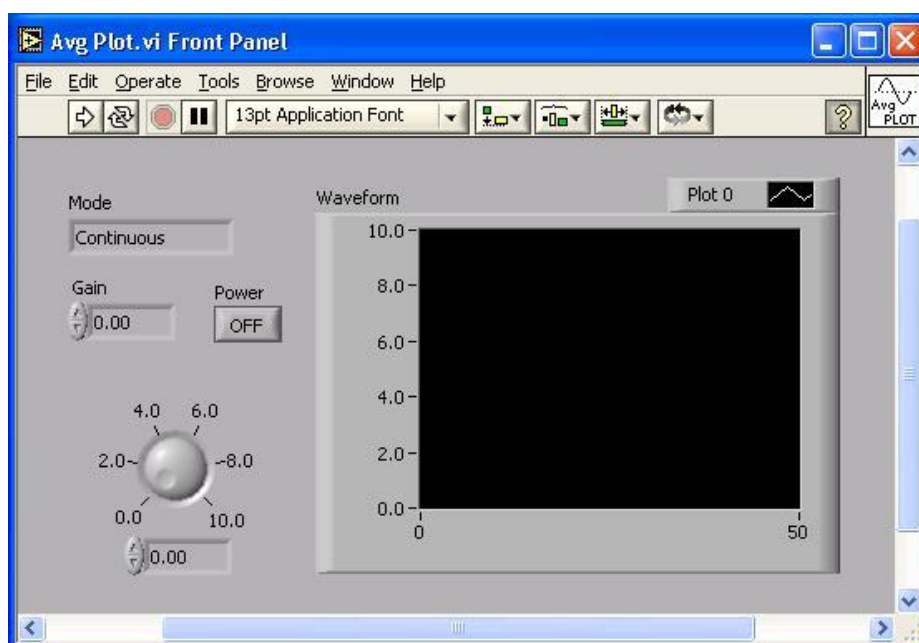 Avg Plot.vi Front Panel
File Edit Operate Tools Browse Window Help
13pt Application Font
?
Avg
PLOT
Mode
Continuous
Gain
0.00
Power
OFF
4.0 6.0
2.0 8.0
0.0 10.0
0.00
Waveform
Plot 0
10.0
8.0
6.0
4.0
2.0
0.0
0 50